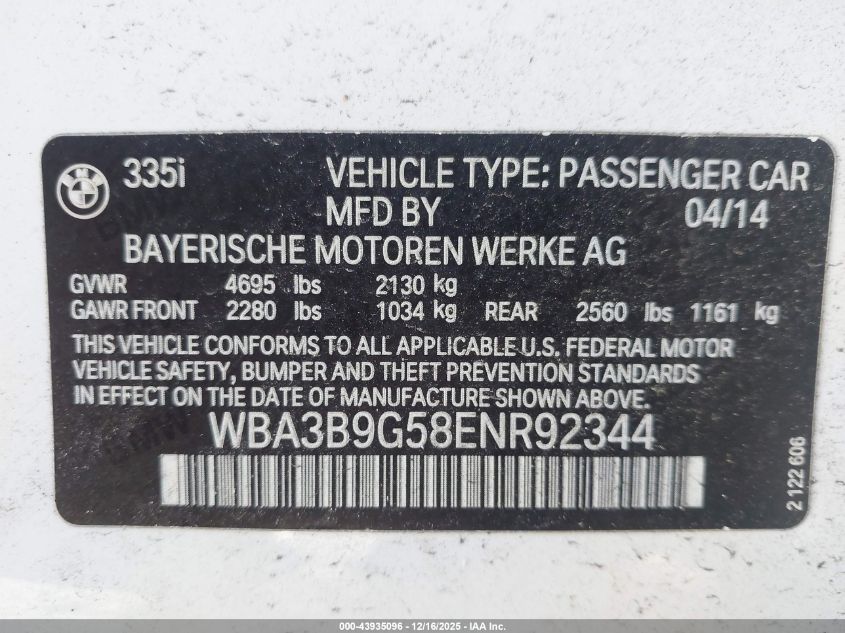 335i VEHICLE TYPE: PASSENGER CAR
MFD BY 04/14
BAYERISCHE MOTOREN WERKE AG
GVWR 4695 lbs 2130 kg
GAWR FRONT 2280 lbs 1034 kg REAR 2560 lbs 1161 kg
THIS VEHICLE CONFORMS TO ALL APPLICABLE U.S. FEDERAL MOTOR
VEHICLE SAFETY, BUMPER AND THEFT PREVENTION STANDARDS
IN EFFECT ON THE DATE OF MANUFACTURE SHOWN ABOVE.
WBA3B9G58ENR92344
2 122 606
000-43935096 - 12/16/2025 - IAA Inc.